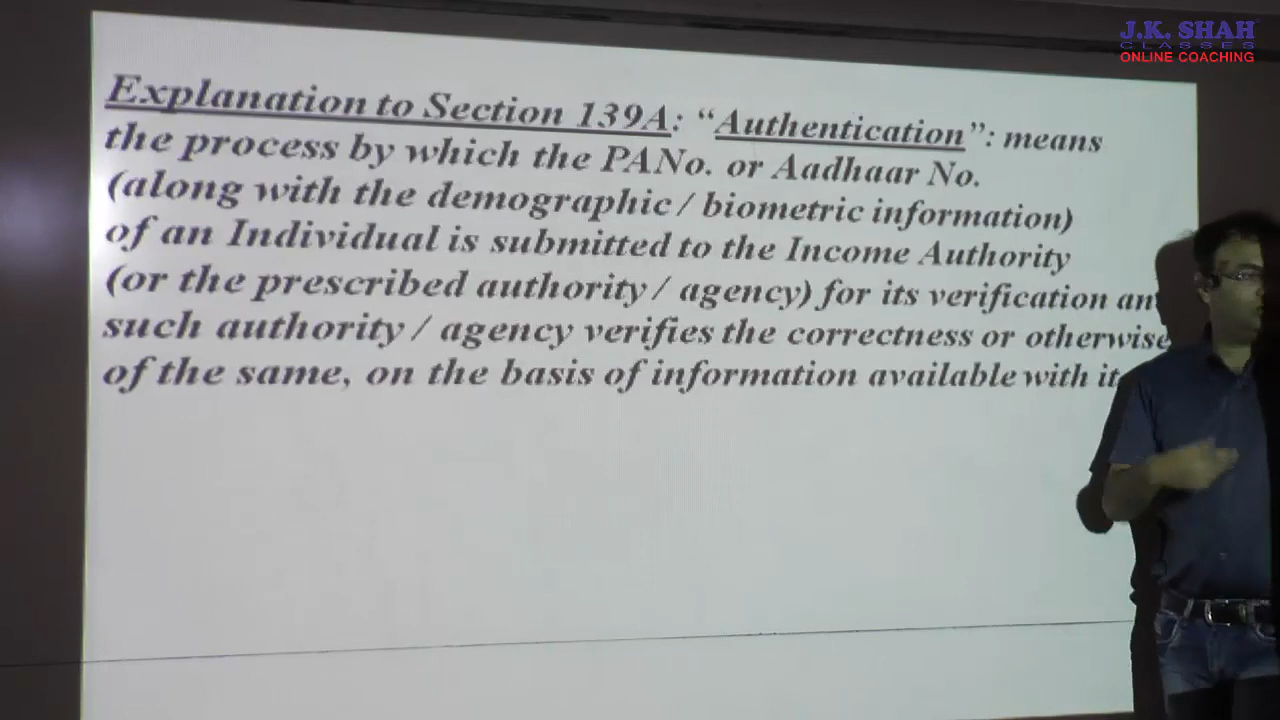 J.K. SHAH
CLASSES
ONLINE COACHING
Explanation to Section 139A: “Authentication”: means
the process by which the PANo. or Aadhaar No.
(along with the demographic / biometric information)
of an Individual is submitted to the Income Authority
(or the prescribed authority / agency) for its verification an
such authority / agency verifies the correctness or otherwise
of the same, on the basis of information available with it